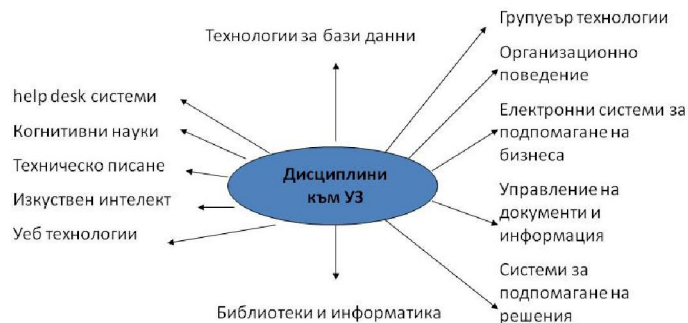 Технологии за бази данни
Групуеър технологии
Организационно
поведение
Електронни системи за
подпомагане на
бизнеса
Управление на
документи и
информация
Системи за
подпомагане на
решения
Библиотеки и информатика
Уеб технологии
Изкуствен интелект
Техническо писане
Когнитивни науки
help desk системи
Дисциплини
към УЗ